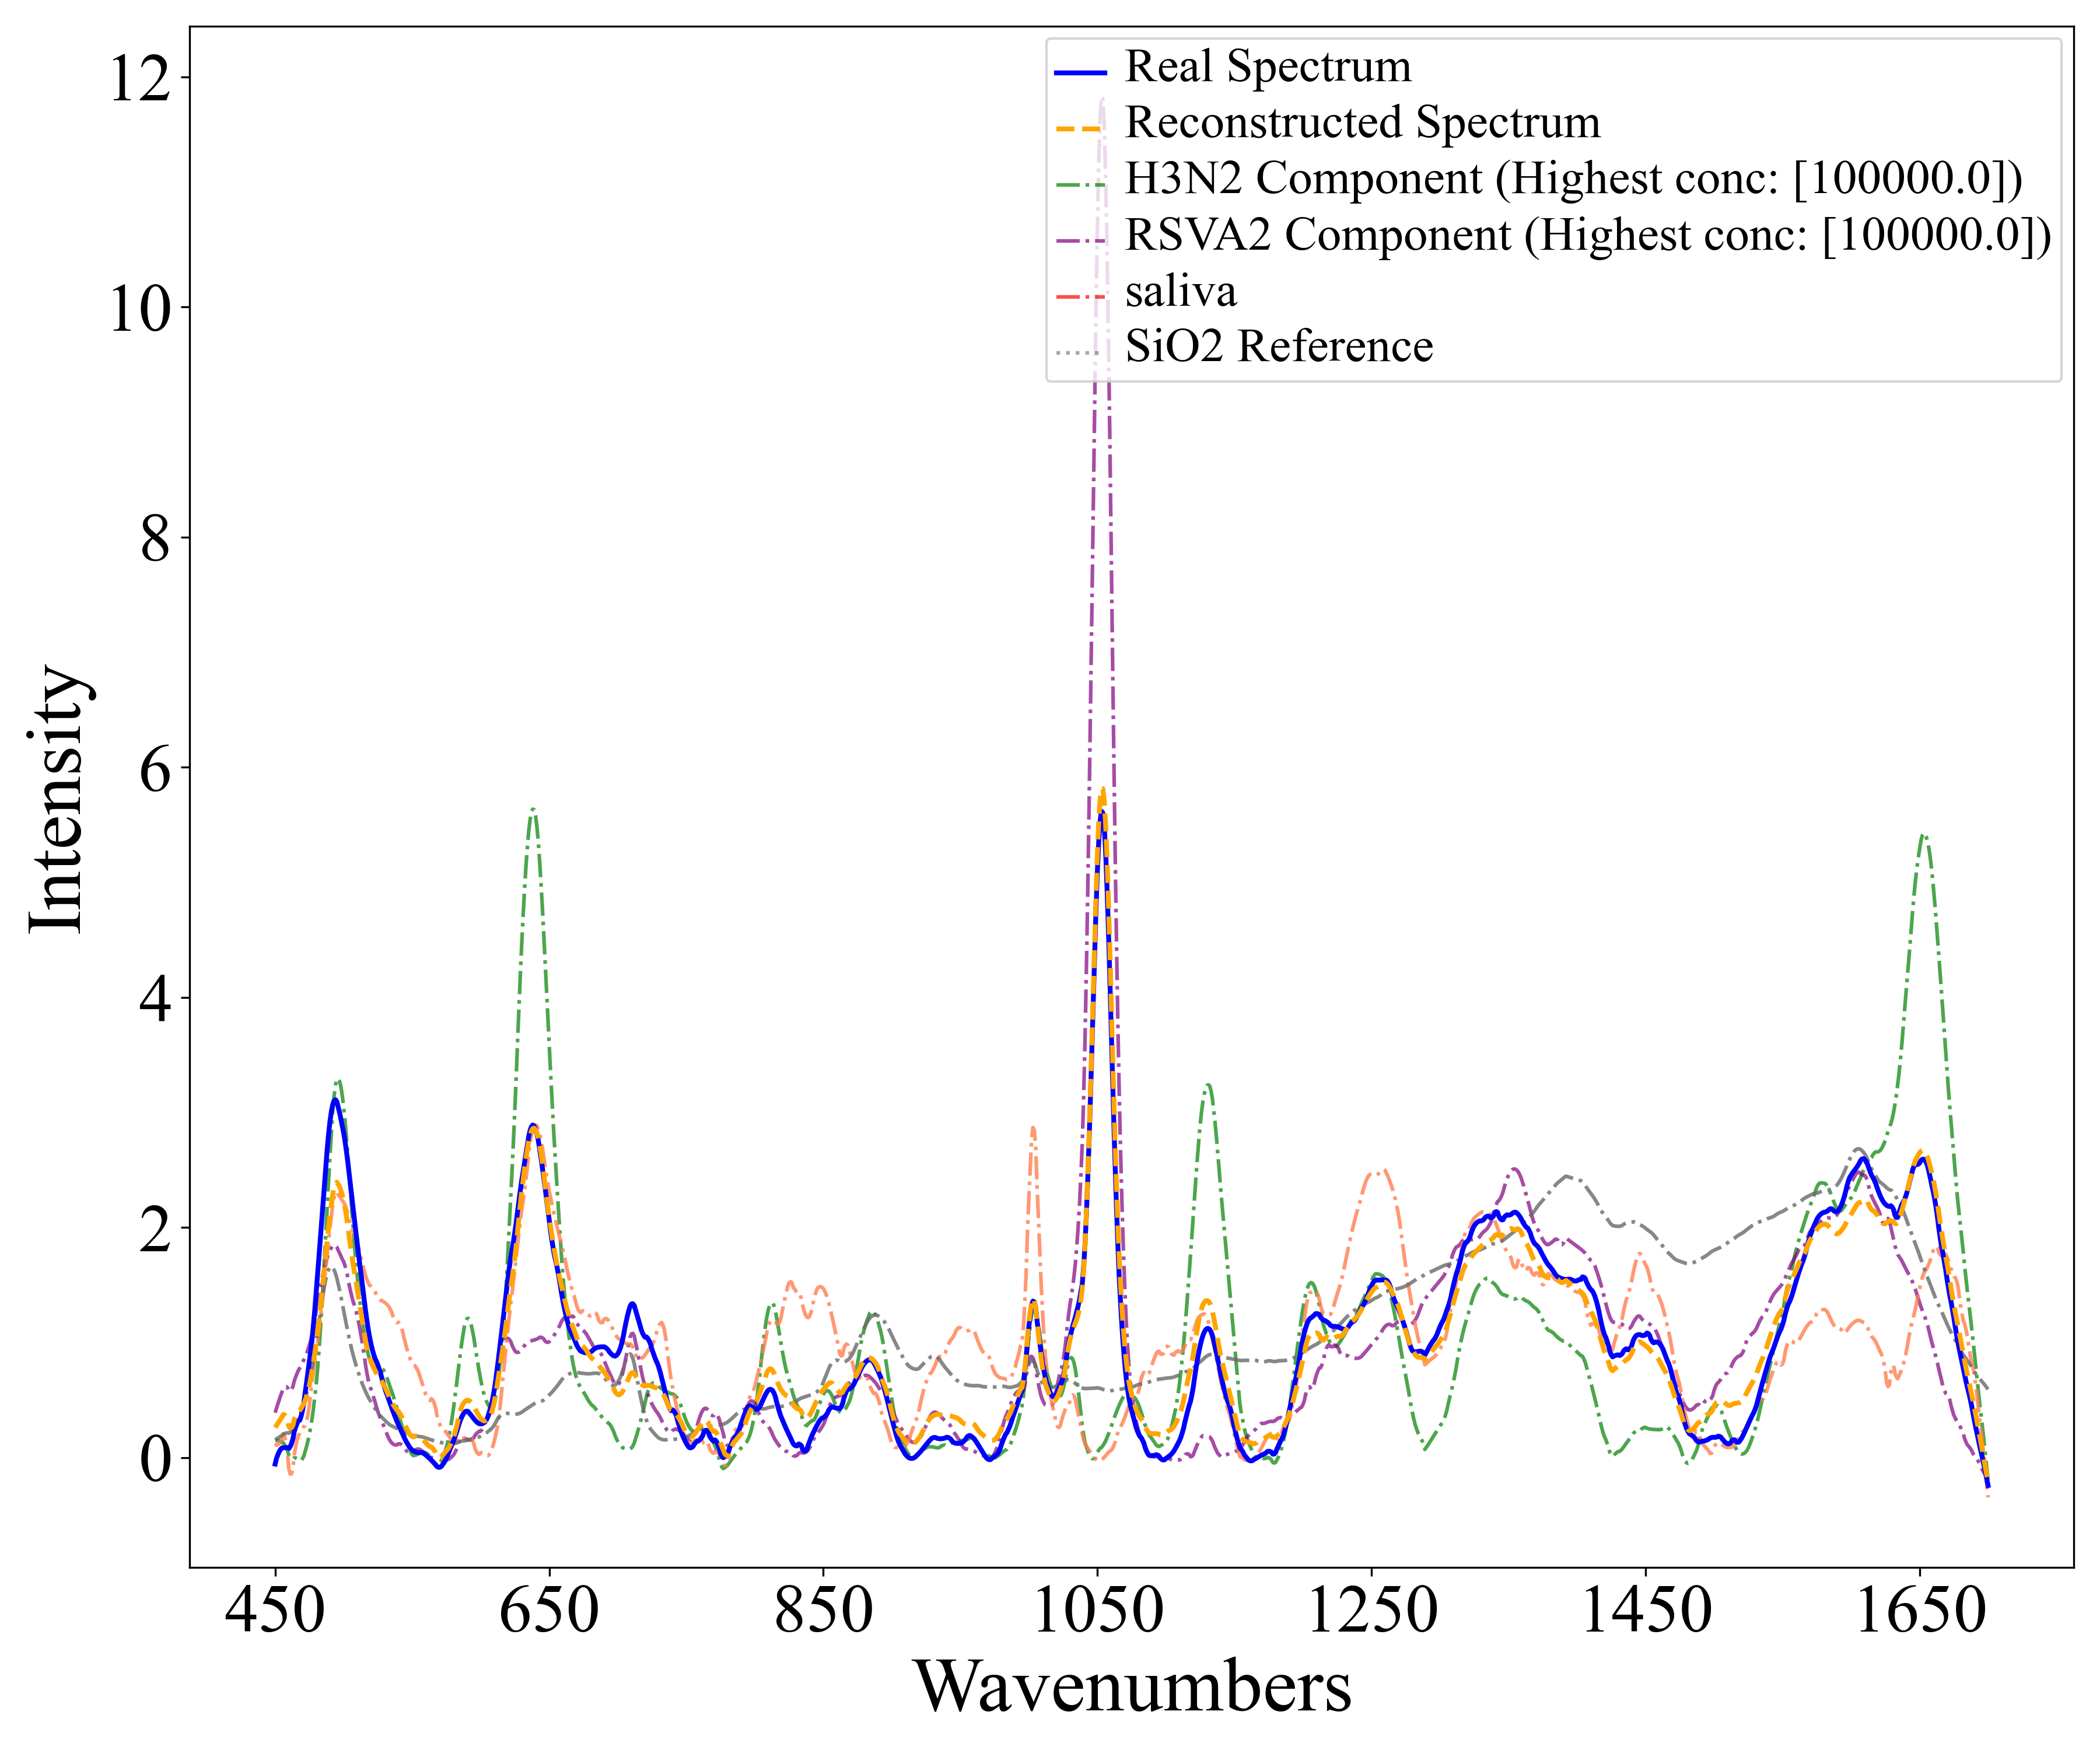 Real Spectrum
Reconstructed Spectrum
H3N2 Component (Highest conc: [100000.0])
RSVA2 Component (Highest conc: [100000.0])
saliva
SiO2 Reference
12
10
8
6
4
2
0
Intensity
450 650 850 1050 1250 1450 1650
Wavenumbers